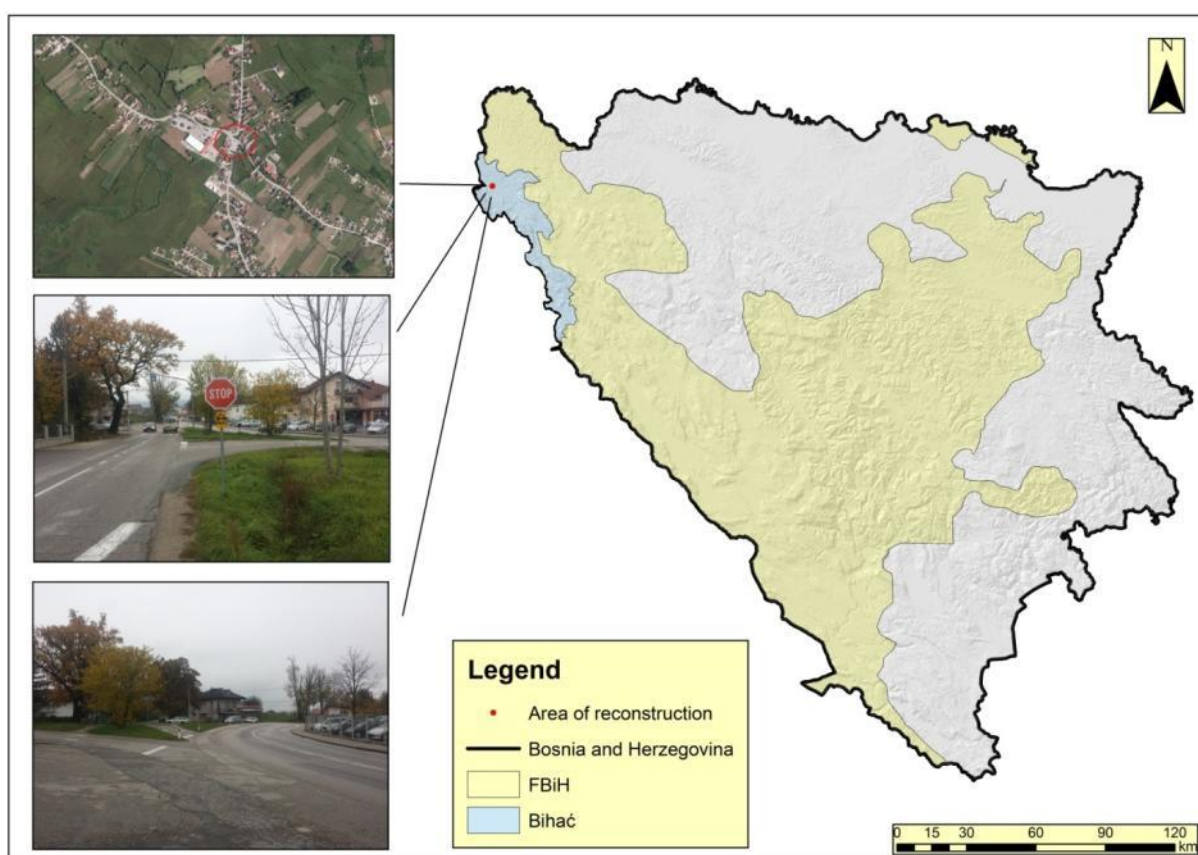 N
STOP
Legend
Area of reconstruction
Bosnia and Herzegovina
FBiH
Bihać
0 15 30 60 90 120
km